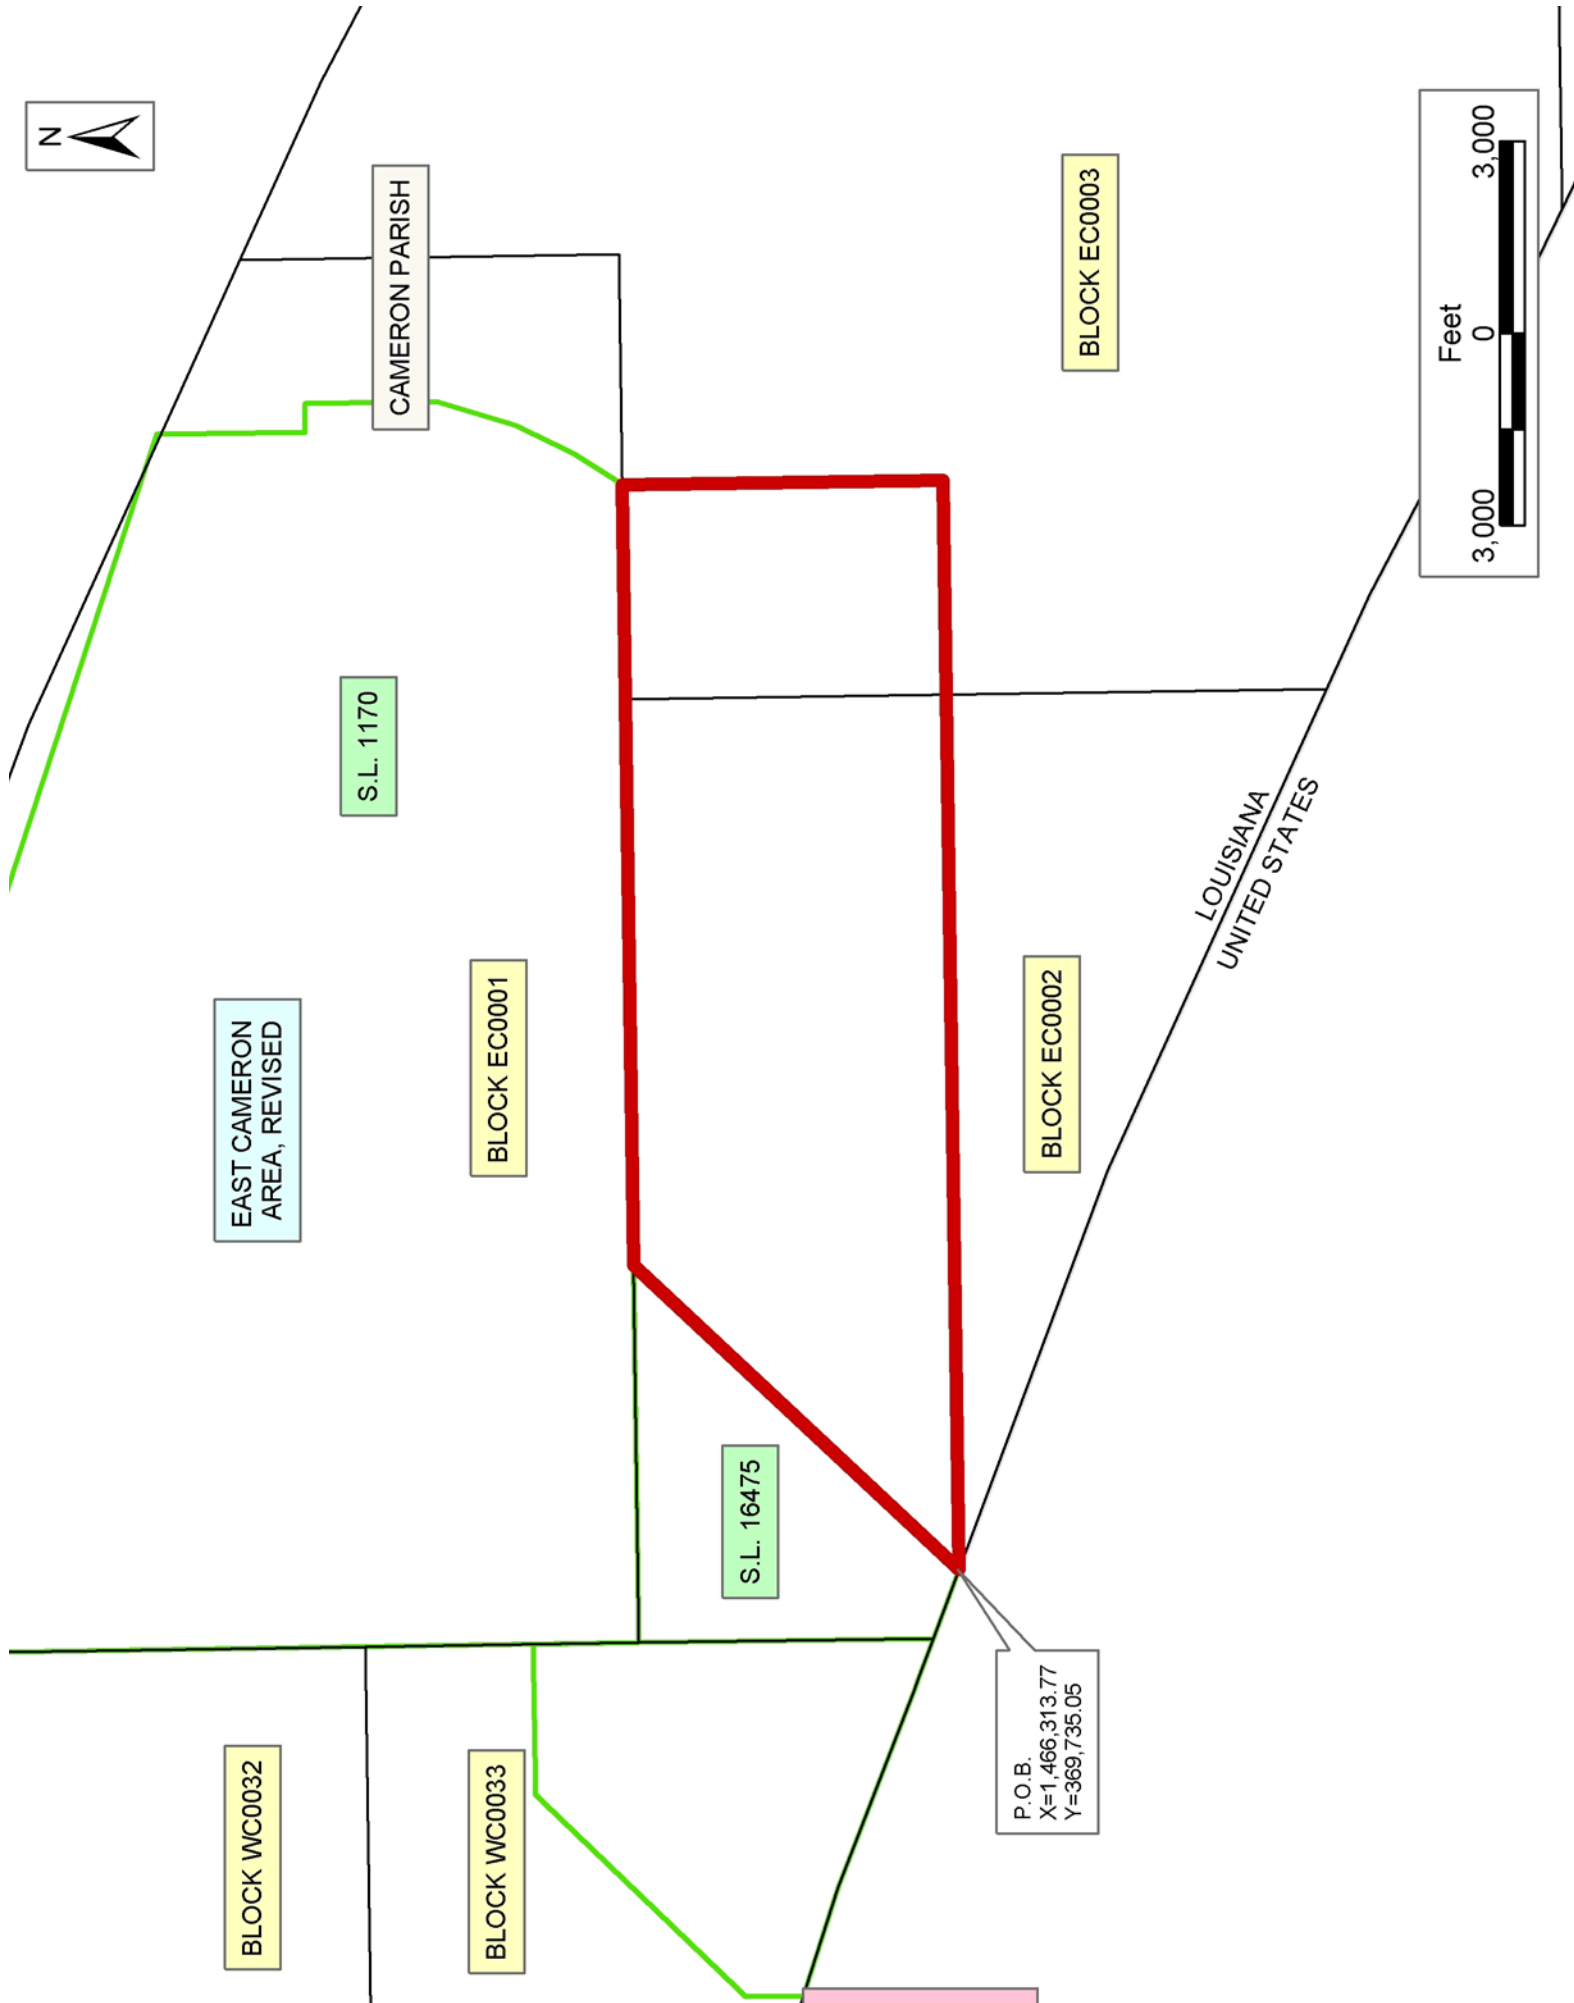 N
CAMERON PARISH
S.L. 1170
EAST CAMERON
AREA, REVISED
BLOCK EC0001
BLOCK EC0003
BLOCK EC0002
S.L. 16475
BLOCK WC0032
BLOCK WC0033
LOUISIANA
UNITED STATES
P.O.B.
X=1,466,313.77
Y=369,735.05
Feet
3,000 0 3,000